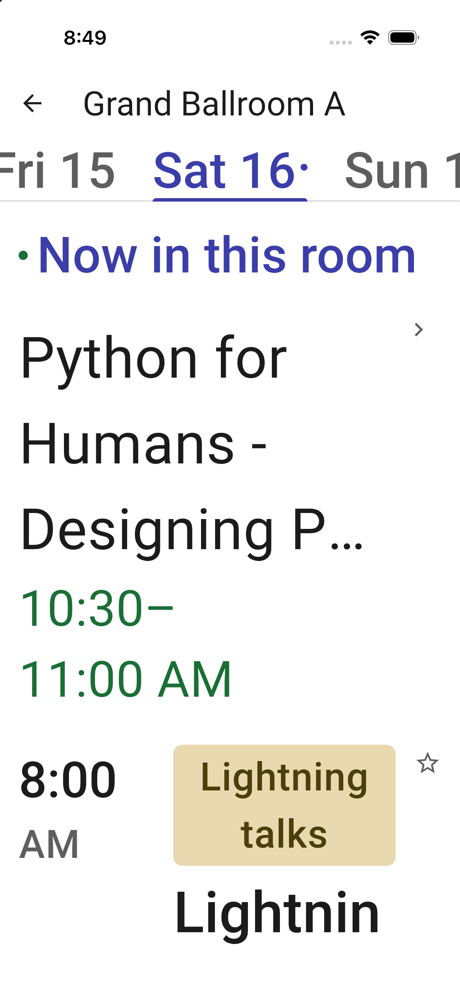 8:49
Grand Ballroom A
Fri 15 Sat 16· Sun 1
Now in this room
Python for
Humans -
Designing P…
10:30–
11:00 AM
8:00
AM
Lightning
talks
Lightnin